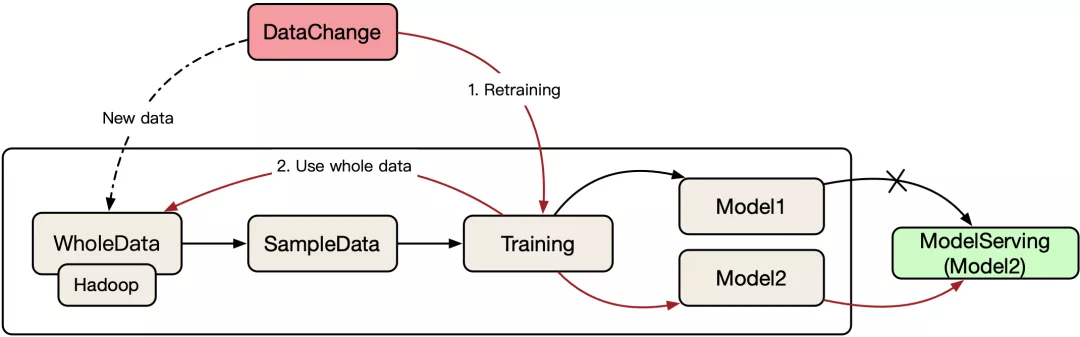 DataChange
1. Retraining
New data
2. Use whole data
WholeData
SampleData
Training
Model1
ModelServing
(Model2)
Hadoop
Model2